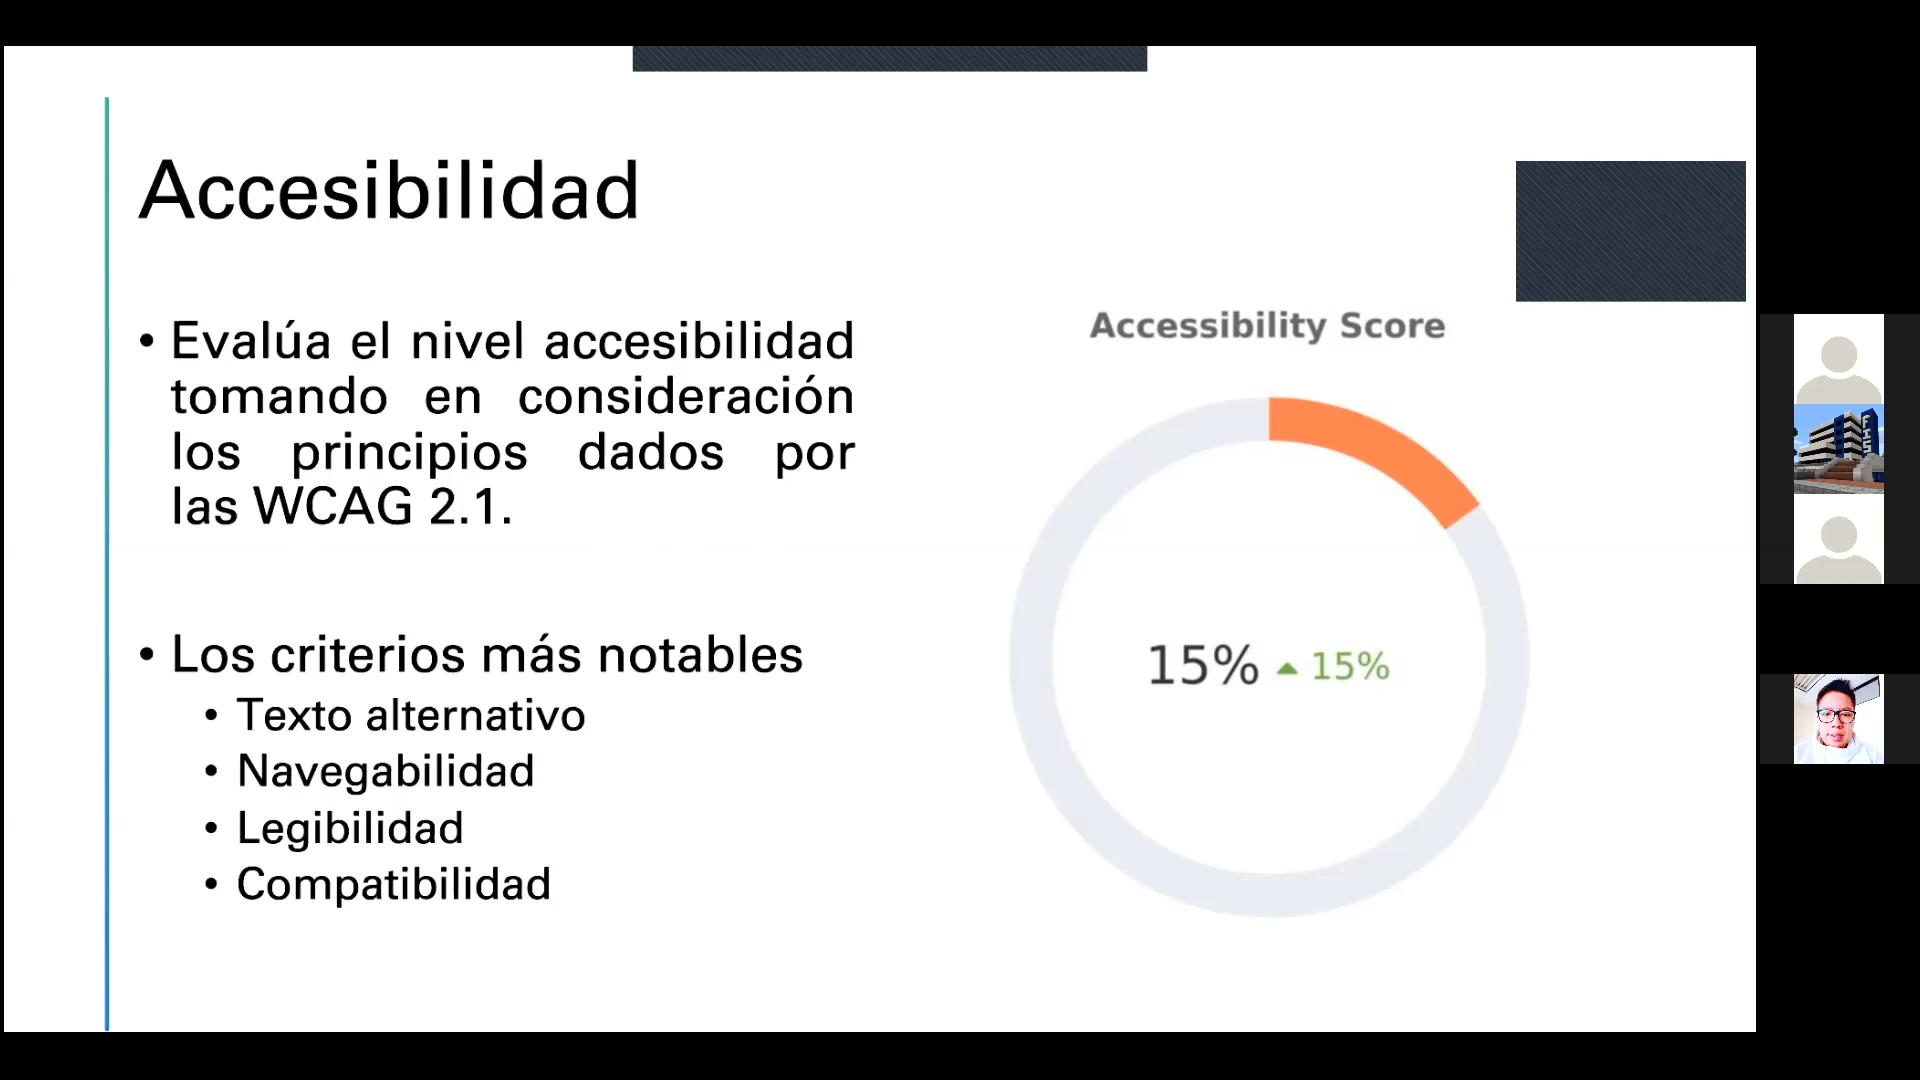 Accesibilidad
• Evalúa el nivel accesibilidad
tomando en consideración
los principios dados por
las WCAG 2.1.
• Los criterios más notables
• Texto alternativo
• Navegabilidad
• Legibilidad
• Compatibilidad
Accessibility Score
15% ▲ 15%